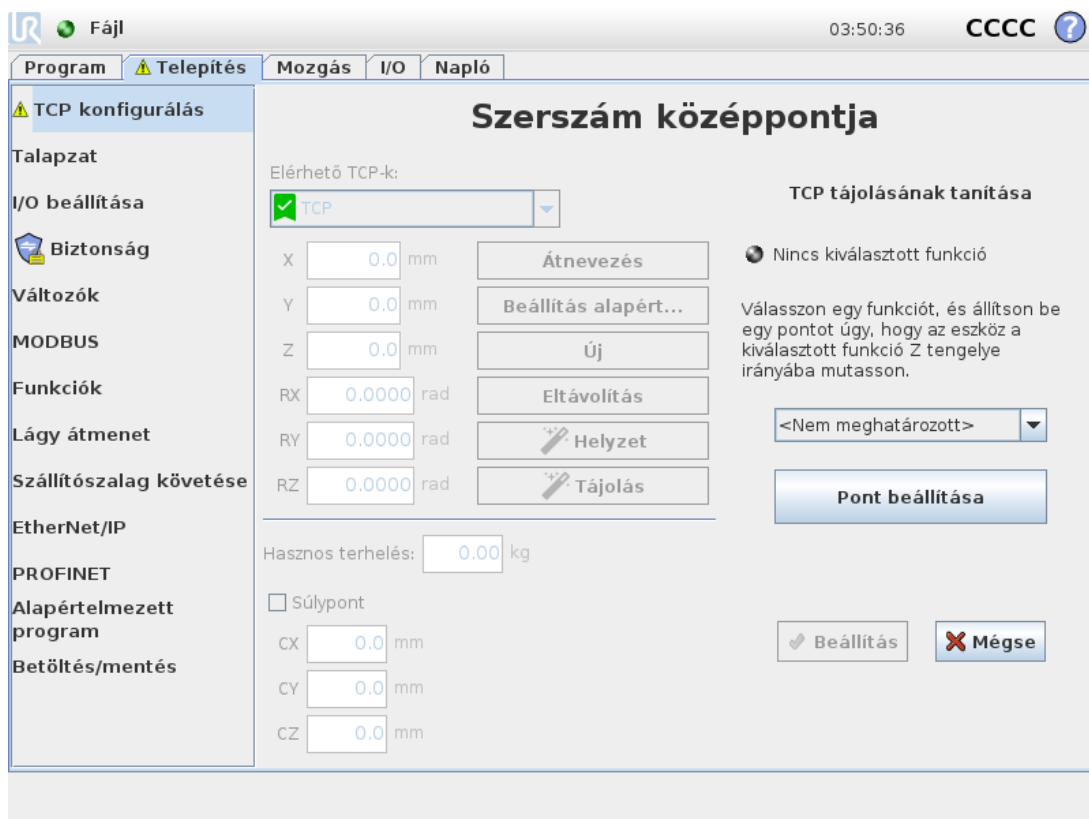 UR
Fájl
03:50:36
CCCC
?
Program
Telepítés
Mozgás
I/O
Napló
TCP konfigurálás
Talapzat
I/O beállítása
Biztonság
Változók
MODBUS
Funkciók
Lágy átmenet
Szállítószalag követése
EtherNet/IP
PROFINET
Alapértelmezett
program
Betöltés/mentés
Szerszám középpontja
Elérhető TCP-k:
TCP
X 0.0 mm
Átnevezés
Y 0.0 mm
Beállítás alapért...
Z 0.0 mm
Új
RX 0.0000 rad
Eltávolítás
RY 0.0000 rad
Helyzet
RZ 0.0000 rad
Tájolás
Hasznos terhelés: 0.00 kg
Súlypont
CX 0.0 mm
CY 0.0 mm
CZ 0.0 mm
TCP tájolásának tanítása
Nincs kiválasztott funkció
Válasszon egy funkciót, és állítson be
egy pontot úgy, hogy az eszköz a
kiválasztott funkció Z tengelye
irányába mutasson.
<Nem meghatározott>
Pont beállítása
Beállítás
Mégse